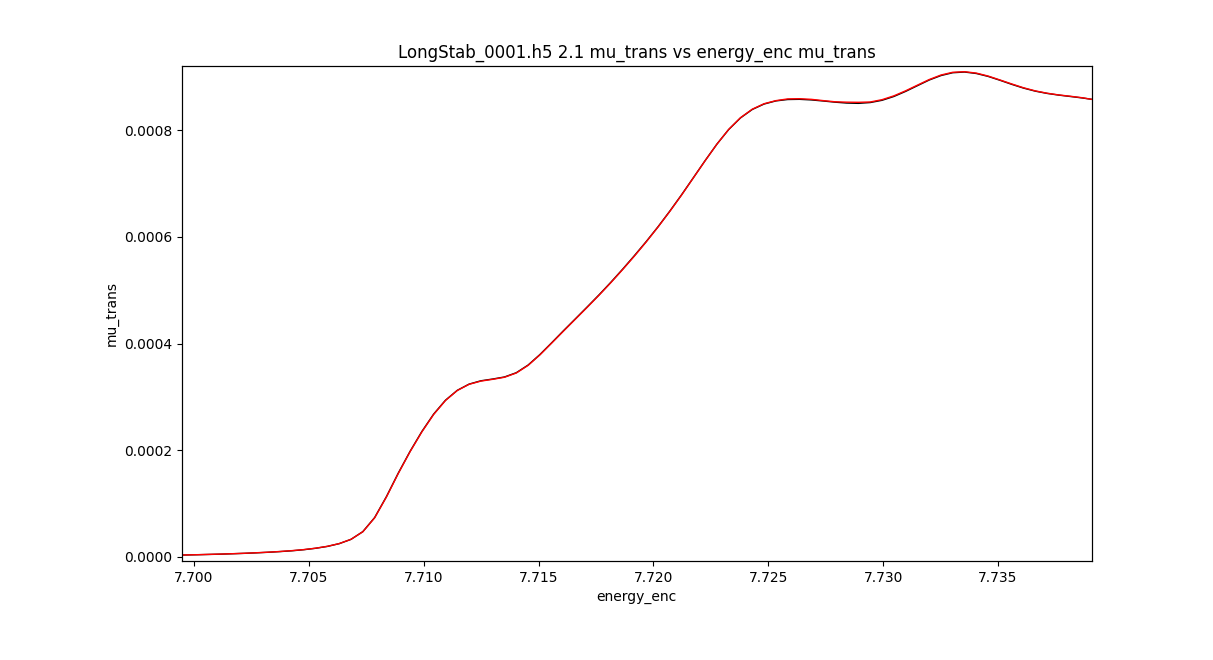 LongStab_0001.h5 2.1 mu_trans vs energy_enc mu_trans
0.0008
0.0006
0.0004
0.0002
0.0000
mu_trans
7.700 7.705 7.710 7.715 7.720 7.725 7.730 7.735
energy_enc